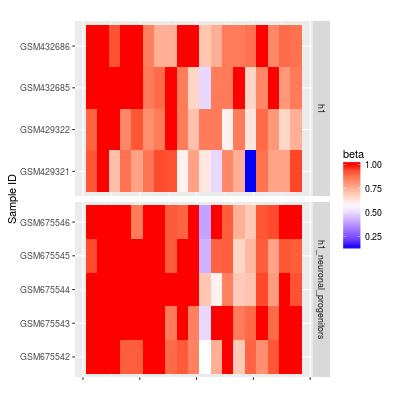 Sample ID
GSM432686
GSM432685
GSM429322
GSM429321
h1
GSM675546
GSM675545
GSM675544
GSM675543
GSM675542
h1_neuronal_progenitors
beta
1.00
0.75
0.50
0.25